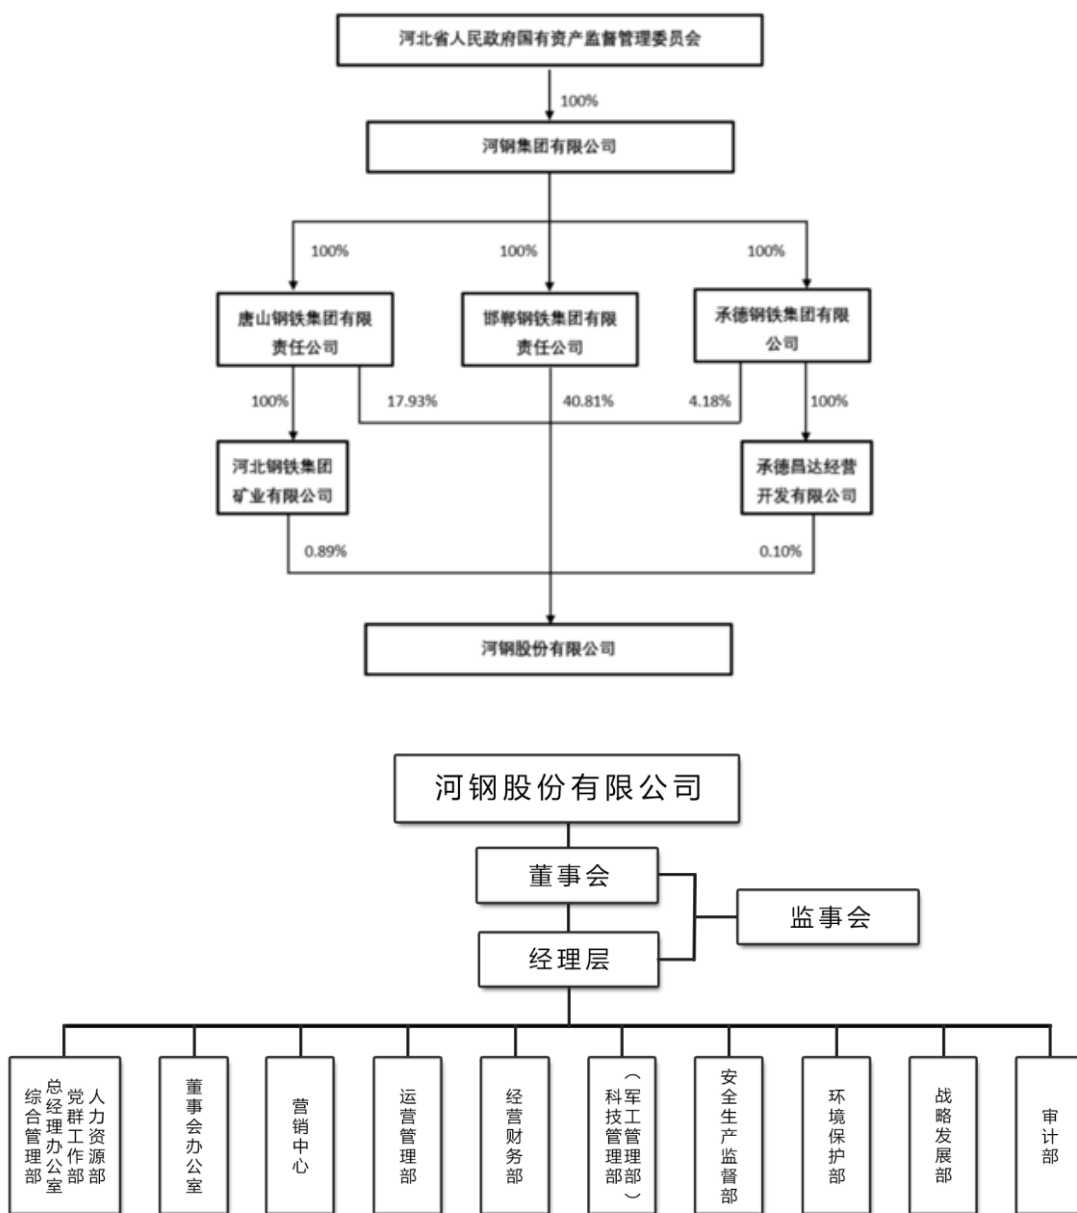 河北省人民政府国有资产监督管理委员会
100%
河钢集团有限公司
100%
100%
100%
唐山钢铁集团有限
责任公司
邯郸钢铁集团有限
责任公司
承德钢铁集团有限
公司
100%
17.93%
40.81%
4.18%
100%
河北钢铁集团
矿业有限公司
承德昌达经营
开发有限公司
0.89%
0.10%
河钢股份有限公司
河钢股份有限公司
董事会
监事会
经理层
综合管理部
总经理办公室
党群工作部
人力资源部
董事会办公室
营销中心
运营管理部
经营财务部
科技管理部
（军工管理部）
安全生产监督部
环境保护部
战略发展部
审计部